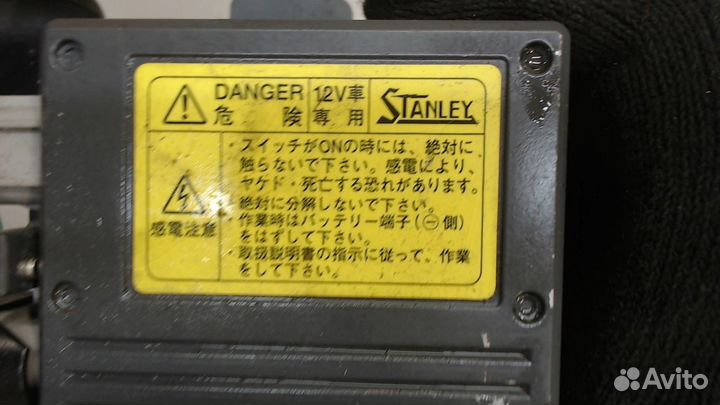 DANGER 12V車 STANLEY
危険 専用
・スイッチがONの時には、絶対に
触らないで下さい。感電により、
ヤケド・死亡する恐れがあります。
・絶対に分解しないで下さい。
・作業時はバッテリー端子(⊖側)
をはずして下さい。
・取扱説明書の指示に従って、作業
をして下さい。
感電注意
Avito